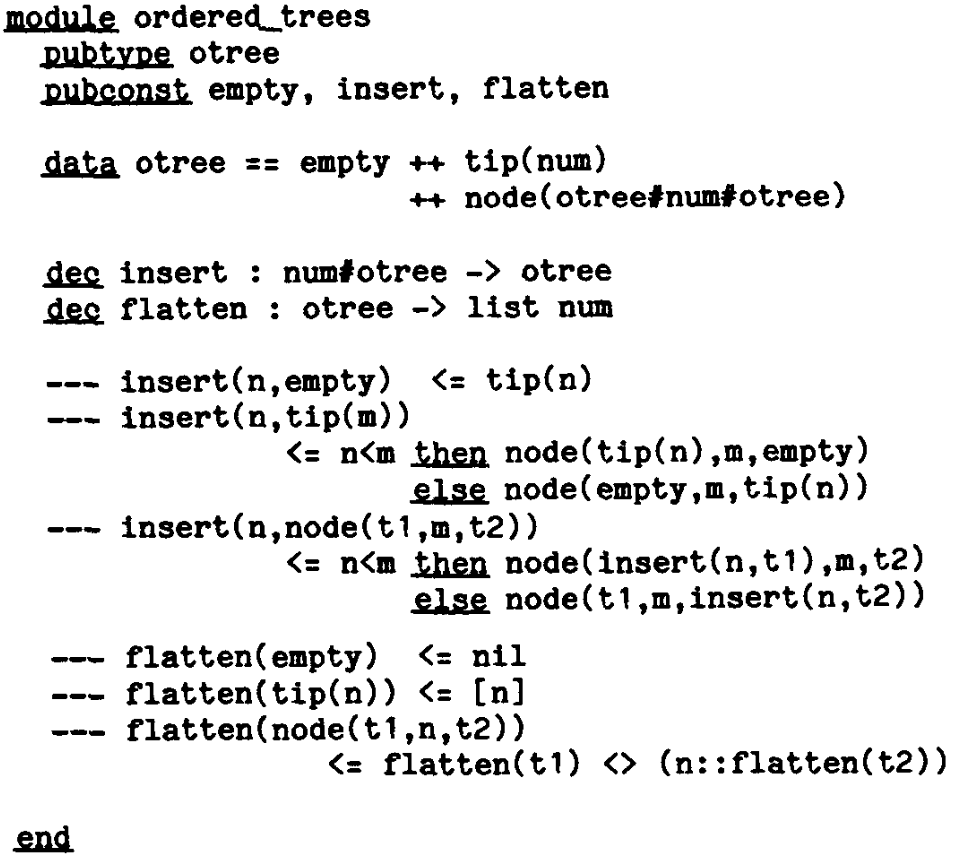 module ordered_trees
pubtype otree
pubconst empty, insert, flatten
data otree == empty ++ tip(num)
++ node(otree#num#otree)
dec insert : num#otree -> otree
dec flatten : otree -> list num
--- insert(n,empty) <= tip(n)
--- insert(n,tip(m))
<= n<m then node(tip(n),m,empty)
else node(empty,m,tip(n))
--- insert(n,node(t1,m,t2))
<= n<m then node(insert(n,t1),m,t2)
else node(t1,m,insert(n,t2))
--- flatten(empty) <= nil
--- flatten(tip(n)) <= [n]
--- flatten(node(t1,n,t2))
<= flatten(t1) <> (n::flatten(t2))
end